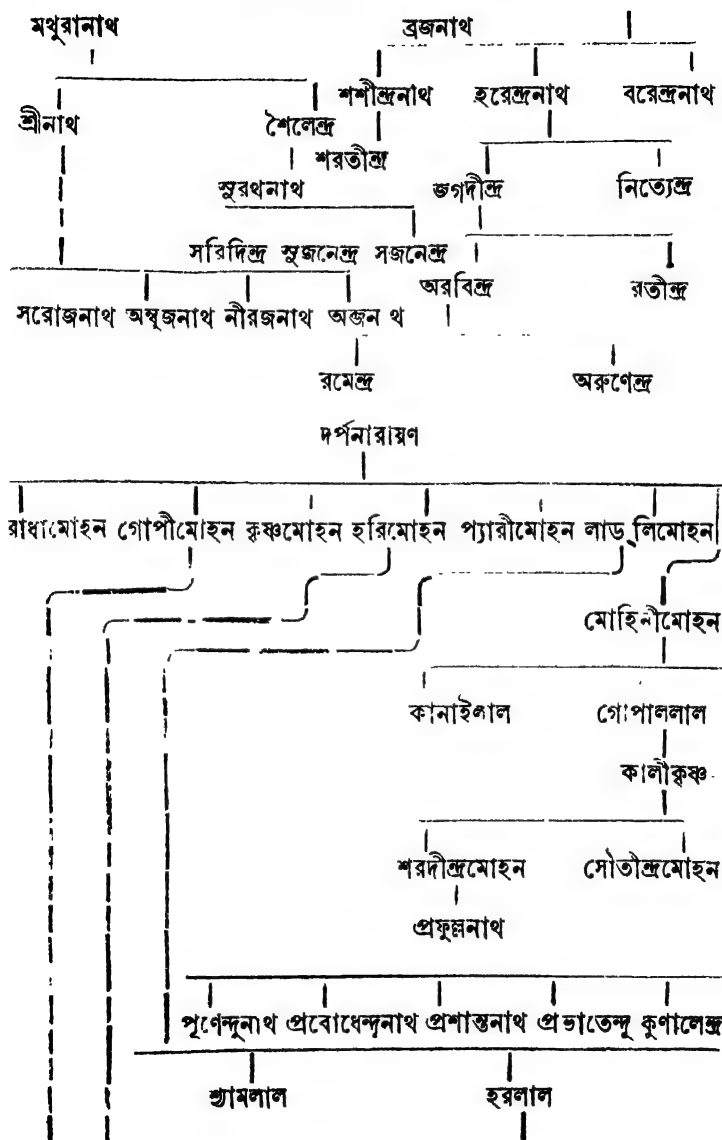 মথুরানাথ ব্রজনাথ
শশীন্দ্রনাথ হরেন্দ্রনাথ বরেন্দ্রনাথ
শ্রীনাথ শৈলেন্দ্র
শরতীন্দ্র
সুরথনাথ জগদীন্দ্র নিত্যেন্দ্র
সরিদিন্দ্র সুজনেন্দ্র সজনেন্দ্র
অরবিন্দ্র রতীন্দ্র
সরোজনাথ অম্বুজনাথ নীরজনাথ অব্জন থ
রমেন্দ্র অরুণেন্দ্র
দর্পনারায়ণ
রাধামোহন গোপীমোহন কৃষ্ণমোহন হরিমোহন প্যারীমোহন লাড্লিমোহন
মোহিনীমোহন
কানাইলাল গোপাললাল
কালীকৃষ্ণ
শরদীন্দ্রমোহন সৌতীন্দ্রমোহন
প্রফুল্লনাথ
পূর্ণেন্দুনাথ প্রবোধেন্দুনাথ প্রশান্তনাথ প্রভাতেন্দু কুণালেন্দ্র
শ্যামলাল হরলাল